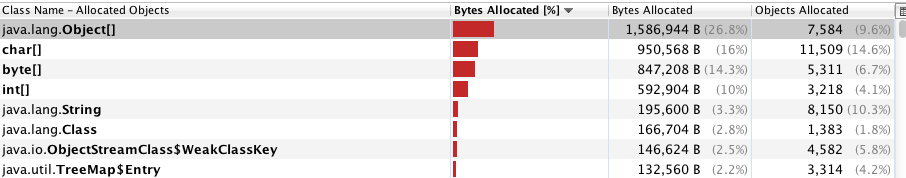 Class Name – Allocated Objects Bytes Allocated [%] Bytes Allocated Objects Allocated
java.lang.Object[] 1,586,944 B (26.8%) 7,584 (9.6%)
char[] 950,568 B (16%) 11,509 (14.6%)
byte[] 847,208 B (14.3%) 5,311 (6.7%)
int[] 592,904 B (10%) 3,218 (4.1%)
java.lang.String 195,600 B (3.3%) 8,150 (10.3%)
java.lang.Class 166,704 B (2.8%) 1,383 (1.8%)
java.io.ObjectStreamClass$WeakClassKey 146,624 B (2.5%) 4,582 (5.8%)
java.util.TreeMap$Entry 132,560 B (2.2%) 3,314 (4.2%)